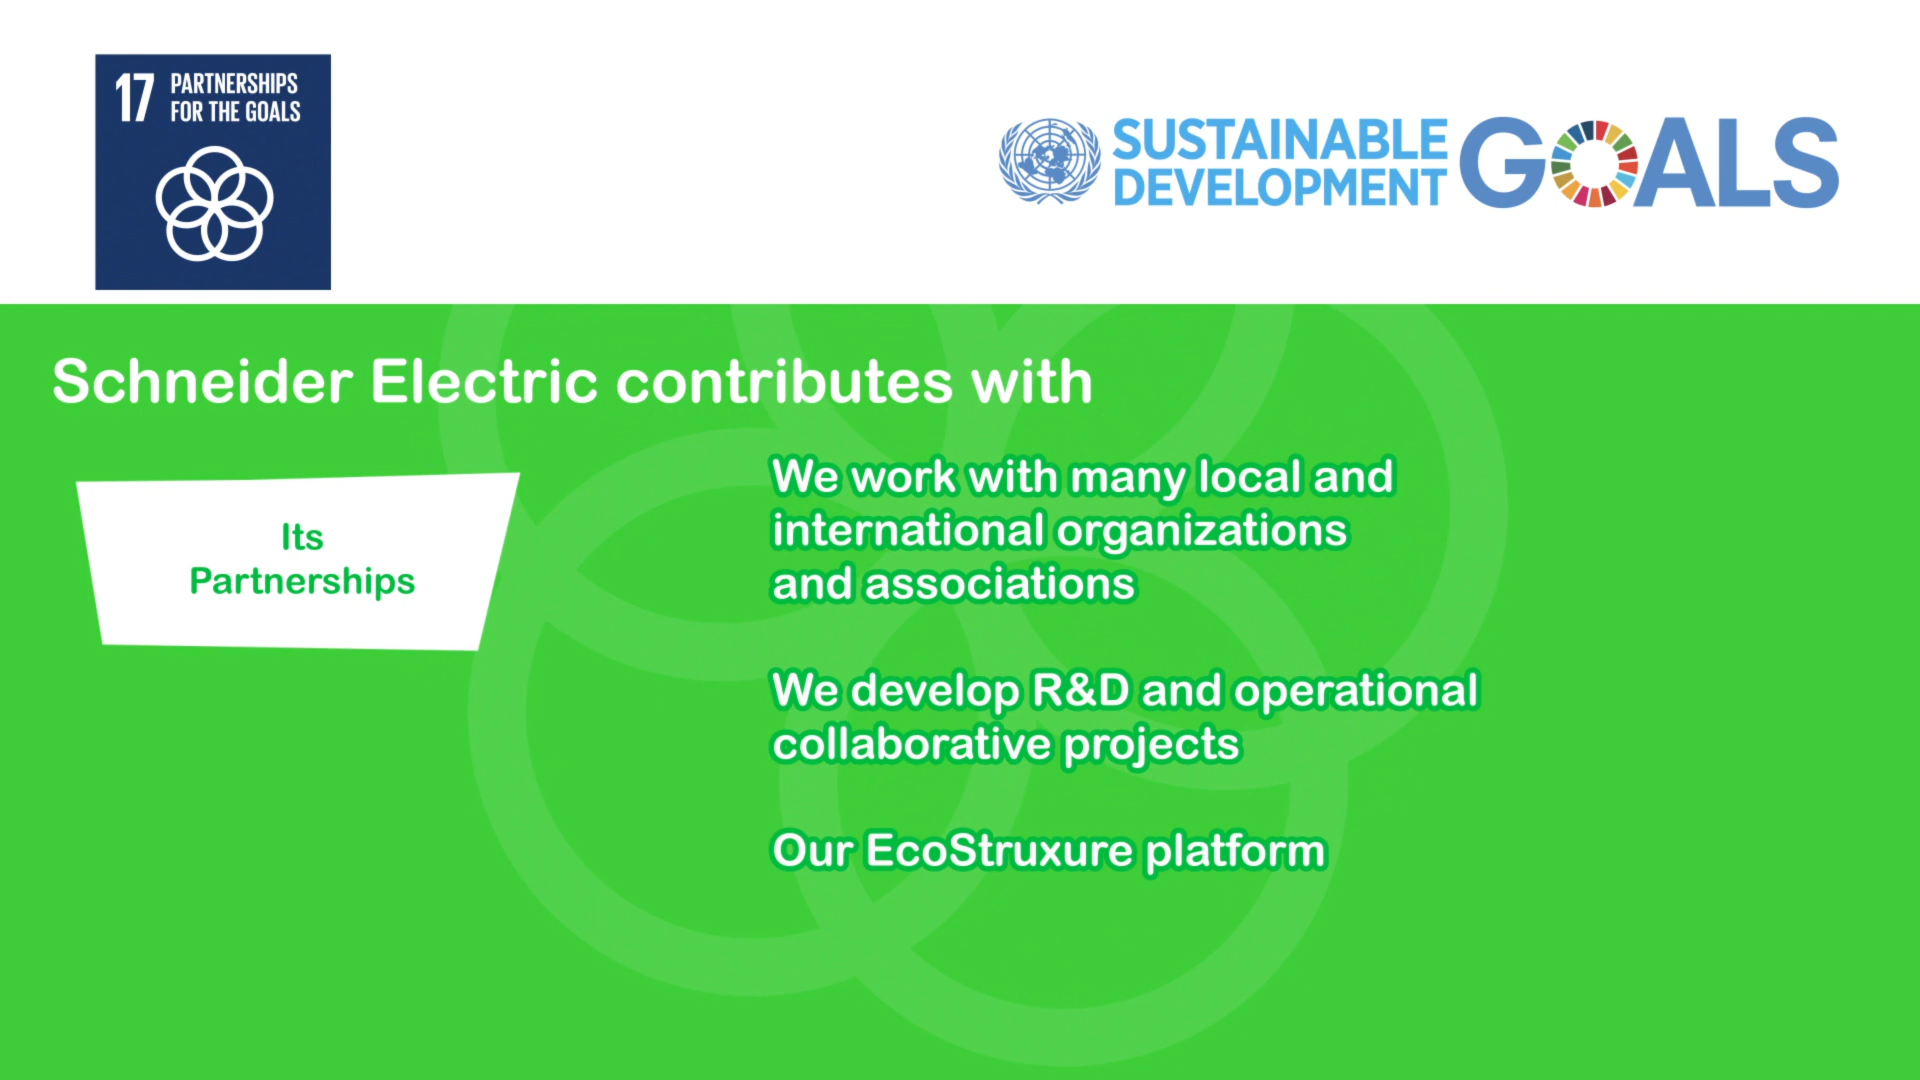 17 PARTNERSHIPS
FOR THE GOALS
SUSTAINABLE
DEVELOPMENT
GOALS
Schneider Electric contributes with
Its
Partnerships
We work with many local and
international organizations
and associations
We develop R&D and operational
collaborative projects
Our EcoStruxure platform